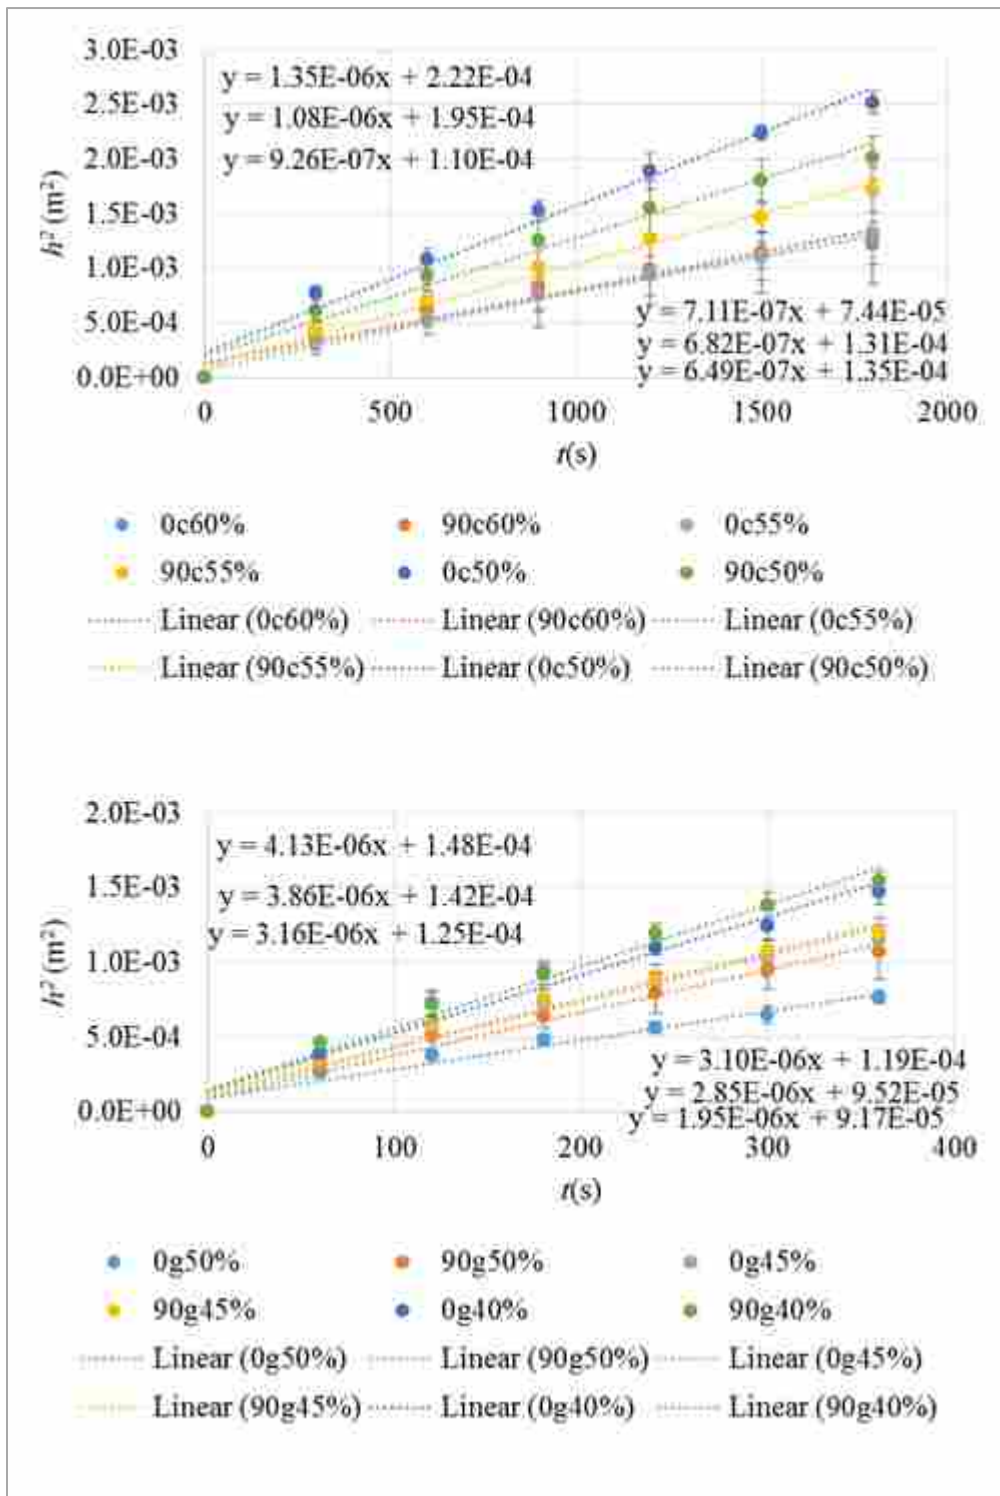 3.0E-03
2.5E-03
2.0E-03
1.5E-03
1.0E-03
5.0E-04
0.0E+00
h² (m²)
y = 1.35E-06x + 2.22E-04
y = 1.08E-06x + 1.95E-04
y = 9.26E-07x + 1.10E-04
y = 7.11E-07x + 7.44E-05
y = 6.82E-07x + 1.31E-04
y = 6.49E-07x + 1.35E-04
0 500 1000 1500 2000
t(s)
0c60% 90c60% 0c55%
90c55% 0c50% 90c50%
Linear (0c60%) Linear (90c60%) Linear (0c55%)
Linear (90c55%) Linear (0c50%) Linear (90c50%)
2.0E-03
1.5E-03
1.0E-03
5.0E-04
0.0E+00
h² (m²)
y = 4.13E-06x + 1.48E-04
y = 3.86E-06x + 1.42E-04
y = 3.16E-06x + 1.25E-04
y = 3.10E-06x + 1.19E-04
y = 2.85E-06x + 9.52E-05
y = 1.95E-06x + 9.17E-05
0 100 200 300 400
t(s)
0g50% 90g50% 0g45%
90g45% 0g40% 90g40%
Linear (0g50%) Linear (90g50%) Linear (0g45%)
Linear (90g45%) Linear (0g40%) Linear (90g40%)